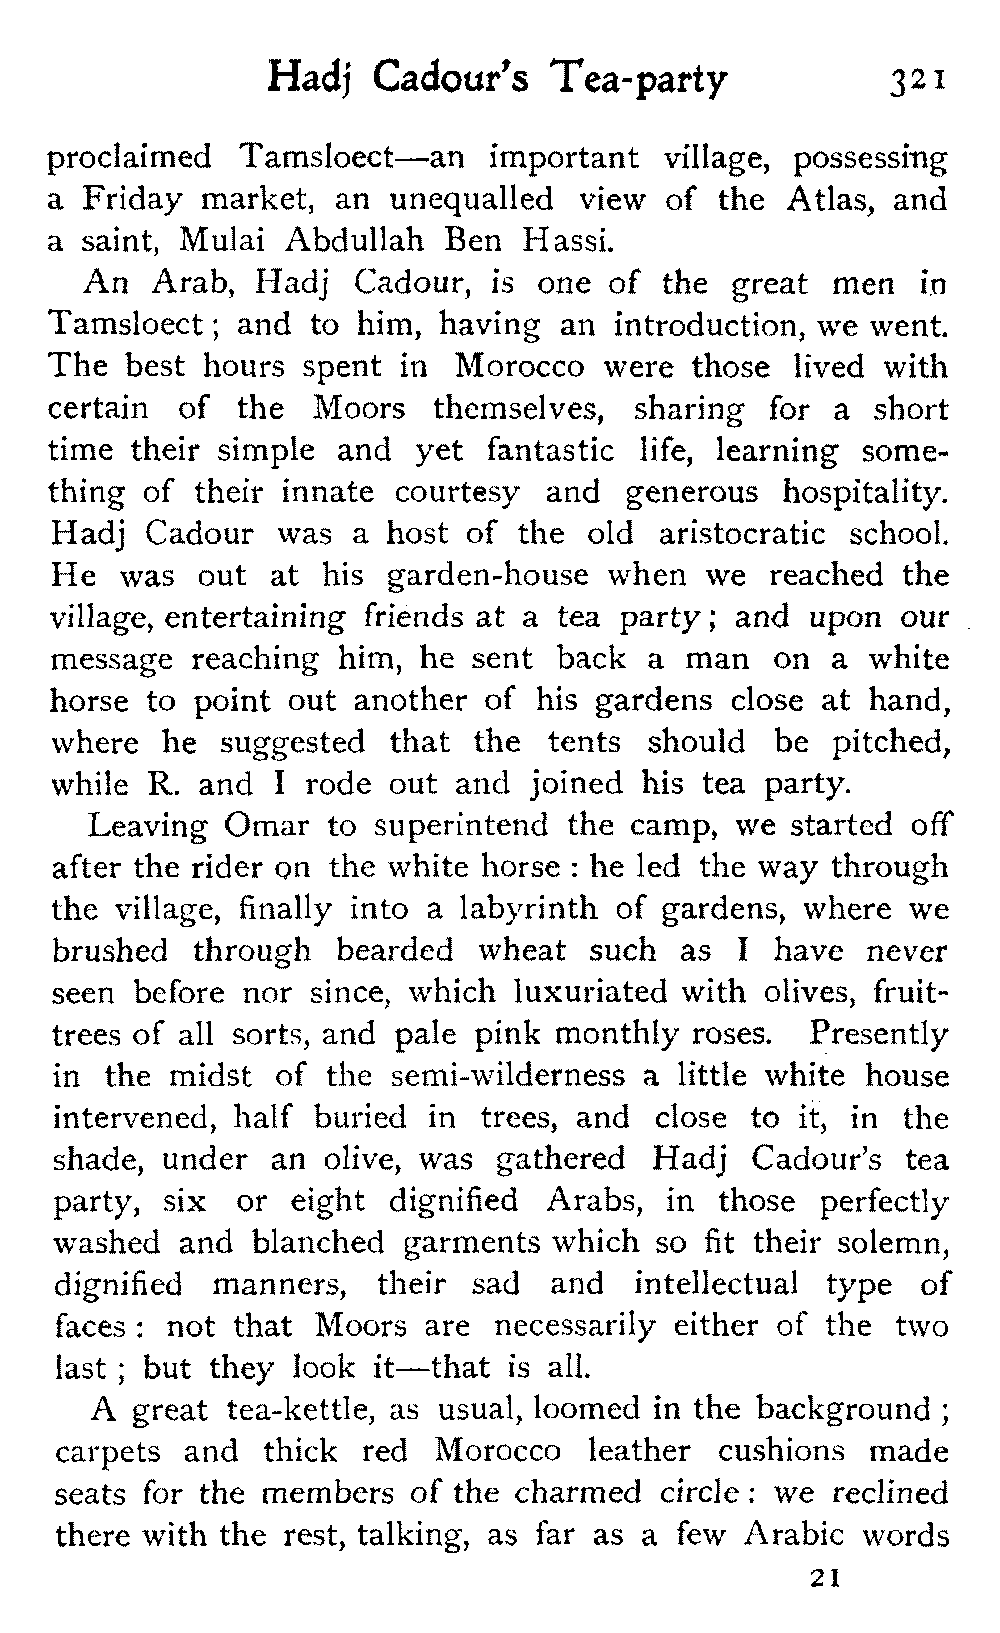 Hadj Cadour's Tea-party 321
proclaimed Tamsloect—an important village, possessing
a Friday market, an unequalled view of the Atlas, and
a saint, Mulai Abdullah Ben Hassi.
An Arab, Hadj Cadour, is one of the great men in
Tamsloect ; and to him, having an introduction, we went.
The best hours spent in Morocco were those lived with
certain of the Moors themselves, sharing for a short
time their simple and yet fantastic life, learning some-
thing of their innate courtesy and generous hospitality.
Hadj Cadour was a host of the old aristocratic school.
He was out at his garden-house when we reached the
village, entertaining friends at a tea party ; and upon our
message reaching him, he sent back a man on a white
horse to point out another of his gardens close at hand,
where he suggested that the tents should be pitched,
while R. and I rode out and joined his tea party.
Leaving Omar to superintend the camp, we started off
after the rider on the white horse : he led the way through
the village, finally into a labyrinth of gardens, where we
brushed through bearded wheat such as I have never
seen before nor since, which luxuriated with olives, fruit-
trees of all sorts, and pale pink monthly roses. Presently
in the midst of the semi-wilderness a little white house
intervened, half buried in trees, and close to it, in the
shade, under an olive, was gathered Hadj Cadour's tea
party, six or eight dignified Arabs, in those perfectly
washed and blanched garments which so fit their solemn,
dignified manners, their sad and intellectual type of
faces : not that Moors are necessarily either of the two
last ; but they look it—that is all.
A great tea-kettle, as usual, loomed in the background ;
carpets and thick red Morocco leather cushions made
seats for the members of the charmed circle : we reclined
there with the rest, talking, as far as a few Arabic words
21